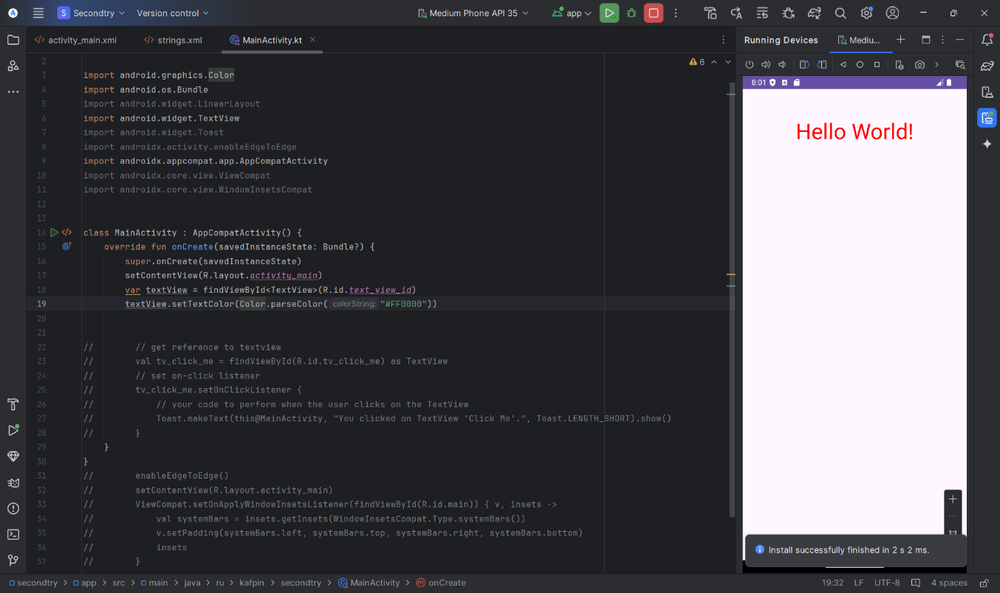 S Secondtry Version control Medium Phone API 35 app
activity_main.xml strings.xml MainActivity.kt
Running Devices Mediu...
6
2
3 import android.graphics.Color
4 import android.os.Bundle
5 import android.widget.LinearLayout
6 import android.widget.TextView
7 import android.widget.Toast
8 import androidx.activity.enableEdgeToEdge
9 import androidx.appcompat.app.AppCompatActivity
10 import androidx.core.view.ViewCompat
11 import androidx.core.view.WindowInsetsCompat
12
13
14 class MainActivity : AppCompatActivity() {
15 override fun onCreate(savedInstanceState: Bundle?) {
16 super.onCreate(savedInstanceState)
17 setContentView(R.layout.activity_main)
18 var textView = findViewById<TextView>(R.id.text_view_id)
19 textView.setTextColor(Color.parseColor( colorString: "#FF0000"))
20
21
22 // // get reference to textview
23 // val tv_click_me = findViewById(R.id.tv_click_me) as TextView
24 // // set on-click listener
25 // tv_click_me.setOnClickListener {
26 // // your code to perform when the user clicks on the TextView
27 // Toast.makeText(this@MainActivity, "You clicked on TextView 'Click Me'.", Toast.LENGTH_SHORT).show()
28 // }
29 }
30 }
31 // enableEdgeToEdge()
32 // setContentView(R.layout.activity_main)
33 // ViewCompat.setOnApplyWindowInsetsListener(findViewById(R.id.main)) { v, insets ->
34 // val systemBars = insets.getInsets(WindowInsetsCompat.Type.systemBars())
35 // v.setPadding(systemBars.left, systemBars.top, systemBars.right, systemBars.bottom)
36 // insets
37 // }
8:01
Hello World!
1:1
Install successfully finished in 2 s 2 ms.
secondtry > app > src > main > java > ru > kafpin > secondtry > MainActivity > onCreate
19:32 LF UTF-8 4 spaces